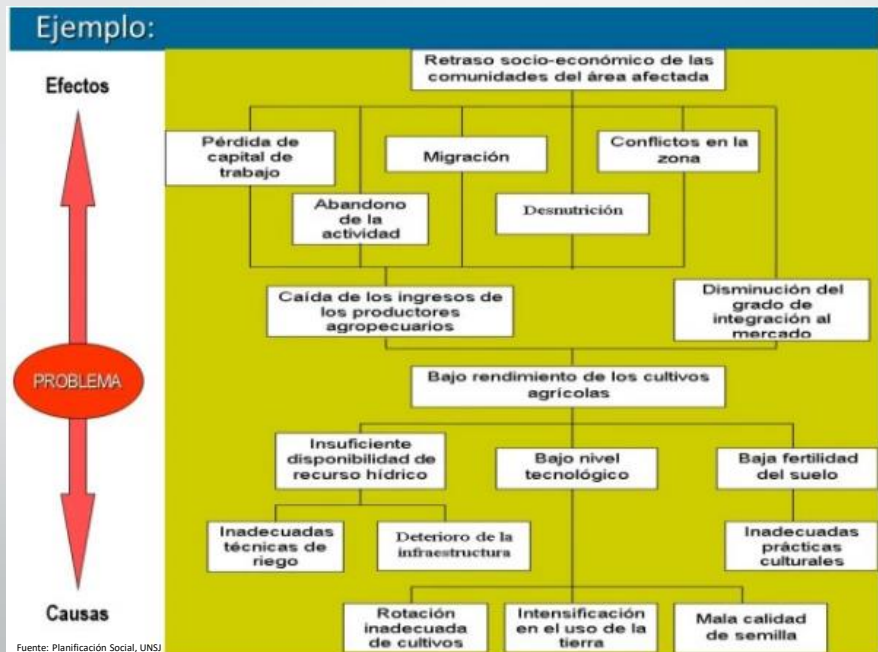 Ejemplo:
Efectos
Retraso socio-económico de las
comunidades del área afectada
Pérdida de
capital de
trabajo
Migración
Conflictos en la
zona
Abandono
de la
actividad
Desnutrición
Caída de los ingresos de
los productores
agropecuarios
Disminución del
grado de
integración al
mercado
PROBLEMA
Bajo rendimiento de los cultivos
agrícolas
Insuficiente
disponibilidad de
recurso hídrico
Bajo nivel
tecnológico
Baja fertilidad
del suelo
Inadecuadas
técnicas de
riego
Deterioro de la
infraestructura
Inadecuadas
prácticas
culturales
Causas
Rotación
inadecuada
de cultivos
Intensificación
en el uso de la
tierra
Mala calidad
de semilla
Fuente: Planificación Social, UNSJ